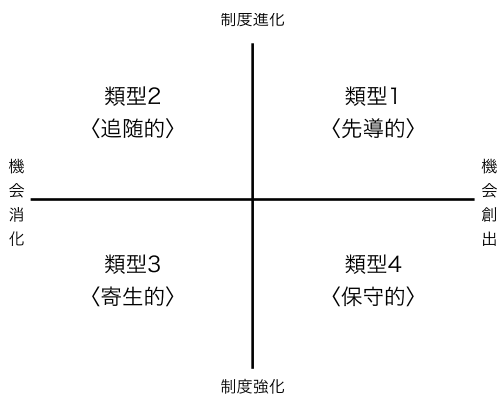 制度進化
類型2
〈追随的〉
類型1
〈先導的〉
機会消化
機会創出
類型3
〈寄生的〉
類型4
〈保守的〉
制度強化